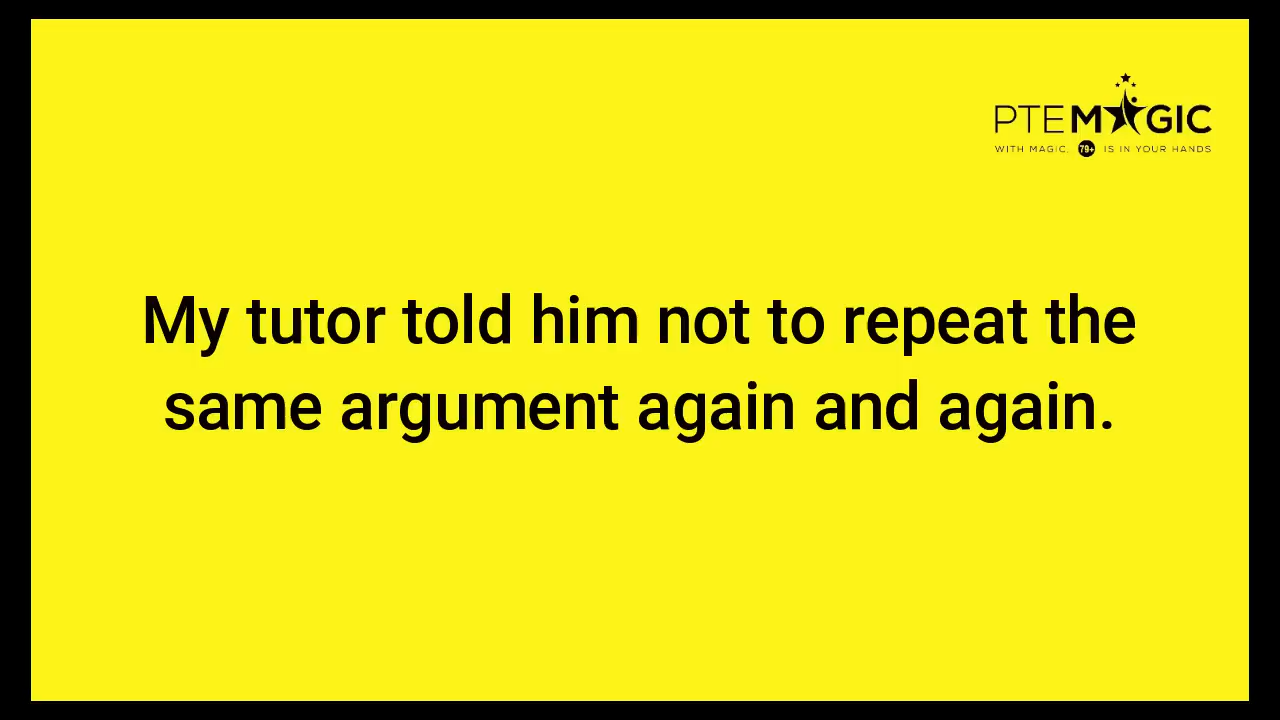 PTEMAGIC
WITH MAGIC, 79+ IS IN YOUR HANDS
My tutor told him not to repeat the
same argument again and again.